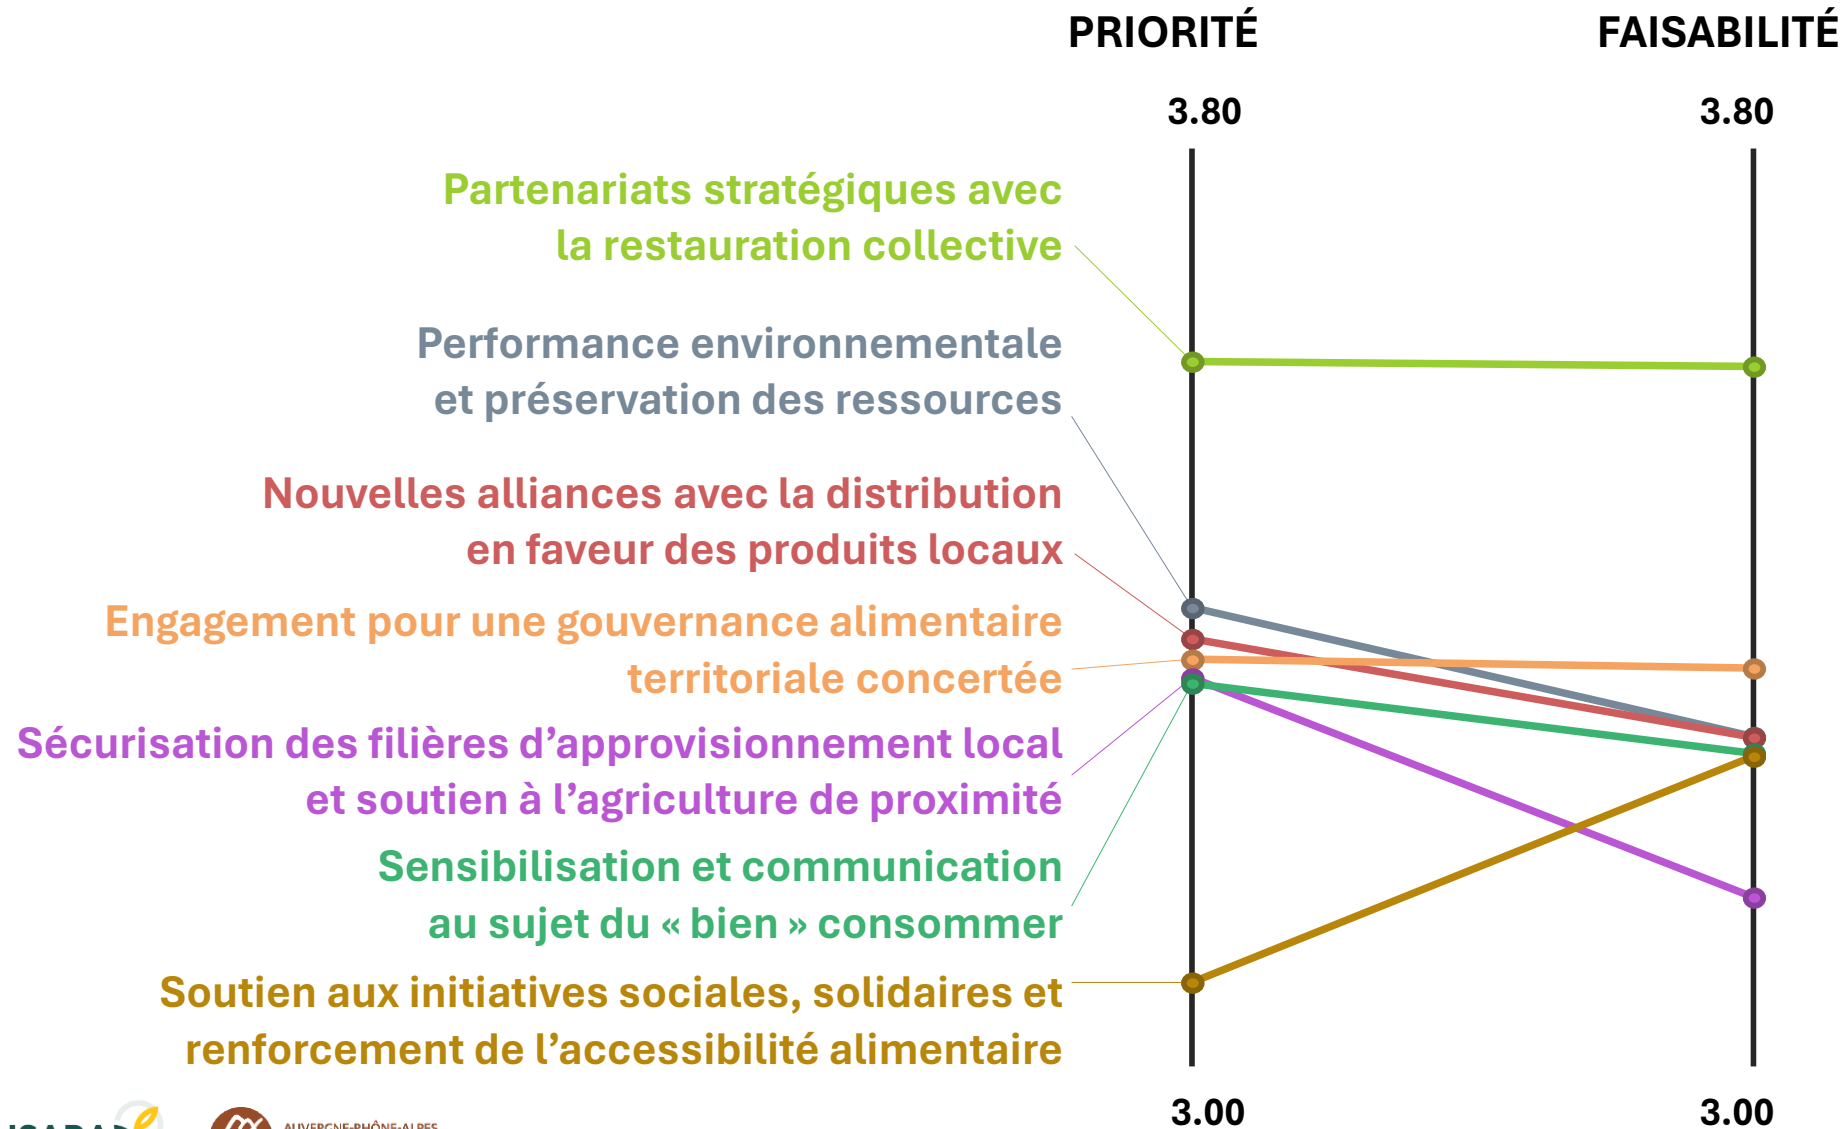 PRIORITÉ FAISABILITÉ
3.80 3.80
Partenariats stratégiques avec
la restauration collective
Performance environnementale
et préservation des ressources
Nouvelles alliances avec la distribution
en faveur des produits locaux
Engagement pour une gouvernance alimentaire
territoriale concertée
Sécurisation des filières d’approvisionnement local
et soutien à l’agriculture de proximité
Sensibilisation et communication
au sujet du « bien » consommer
Soutien aux initiatives sociales, solidaires et
renforcement de l’accessibilité alimentaire
3.00 3.00
AUVERGNE-RHÔNE-ALPES